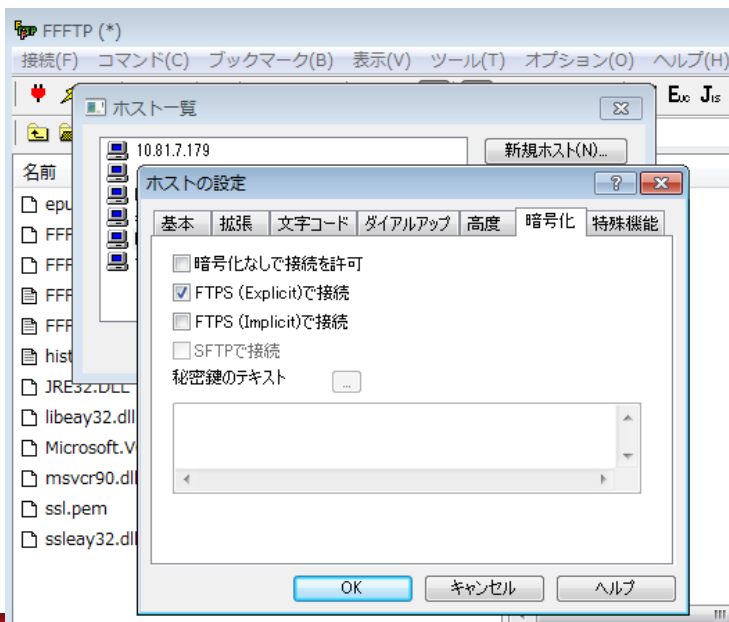 FFFTP (*)
接続(F) コマンド(C) ブックマーク(B) 表示(V) ツール(T) オプション(O) ヘルプ(H)
Euc JIS
ホスト一覧
10.81.7.179
新規ホスト(N)...
名前
ホストの設定
基本 拡張 文字コード ダイアルアップ 高度 暗号化 特殊機能
暗号化なしで接続を許可
FTPS (Explicit)で接続
FTPS (Implicit)で接続
SFTPで接続
秘密鍵のテキスト ...
OK キャンセル ヘルプ
epu
FFF
FFF
FFF
FFF
hist
JRE32.DLL
libeay32.dll
Microsoft.V
msvcr90.dll
ssl.pem
ssleay32.dll